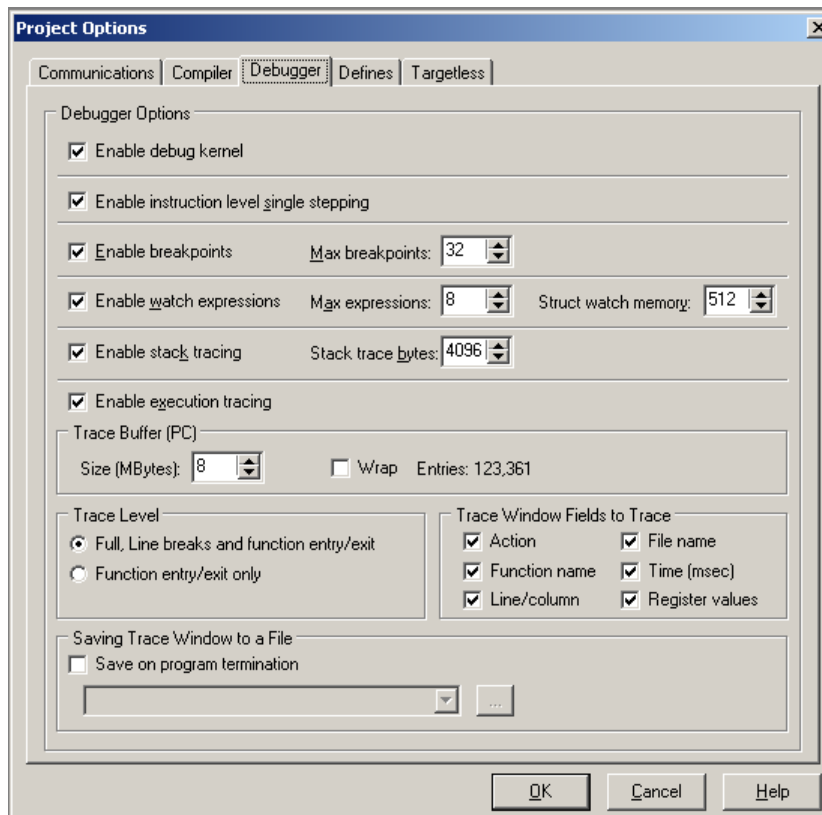 Project Options
Communications Compiler Debugger Defines Targetless
Debugger Options
Enable debug kernel
Enable instruction level single stepping
Enable breakpoints Max breakpoints: 32
Enable watch expressions Max expressions: 8 Struct watch memory: 512
Enable stack tracing Stack trace bytes: 4096
Enable execution tracing
Trace Buffer (PC)
Size (MBytes): 8 Wrap Entries: 123,361
Trace Level
Full, Line breaks and function entry/exit
Function entry/exit only
Trace Window Fields to Trace
Action File name
Function name Time (msec)
Line/column Register values
Saving Trace Window to a File
Save on program termination
...
OK Cancel Help